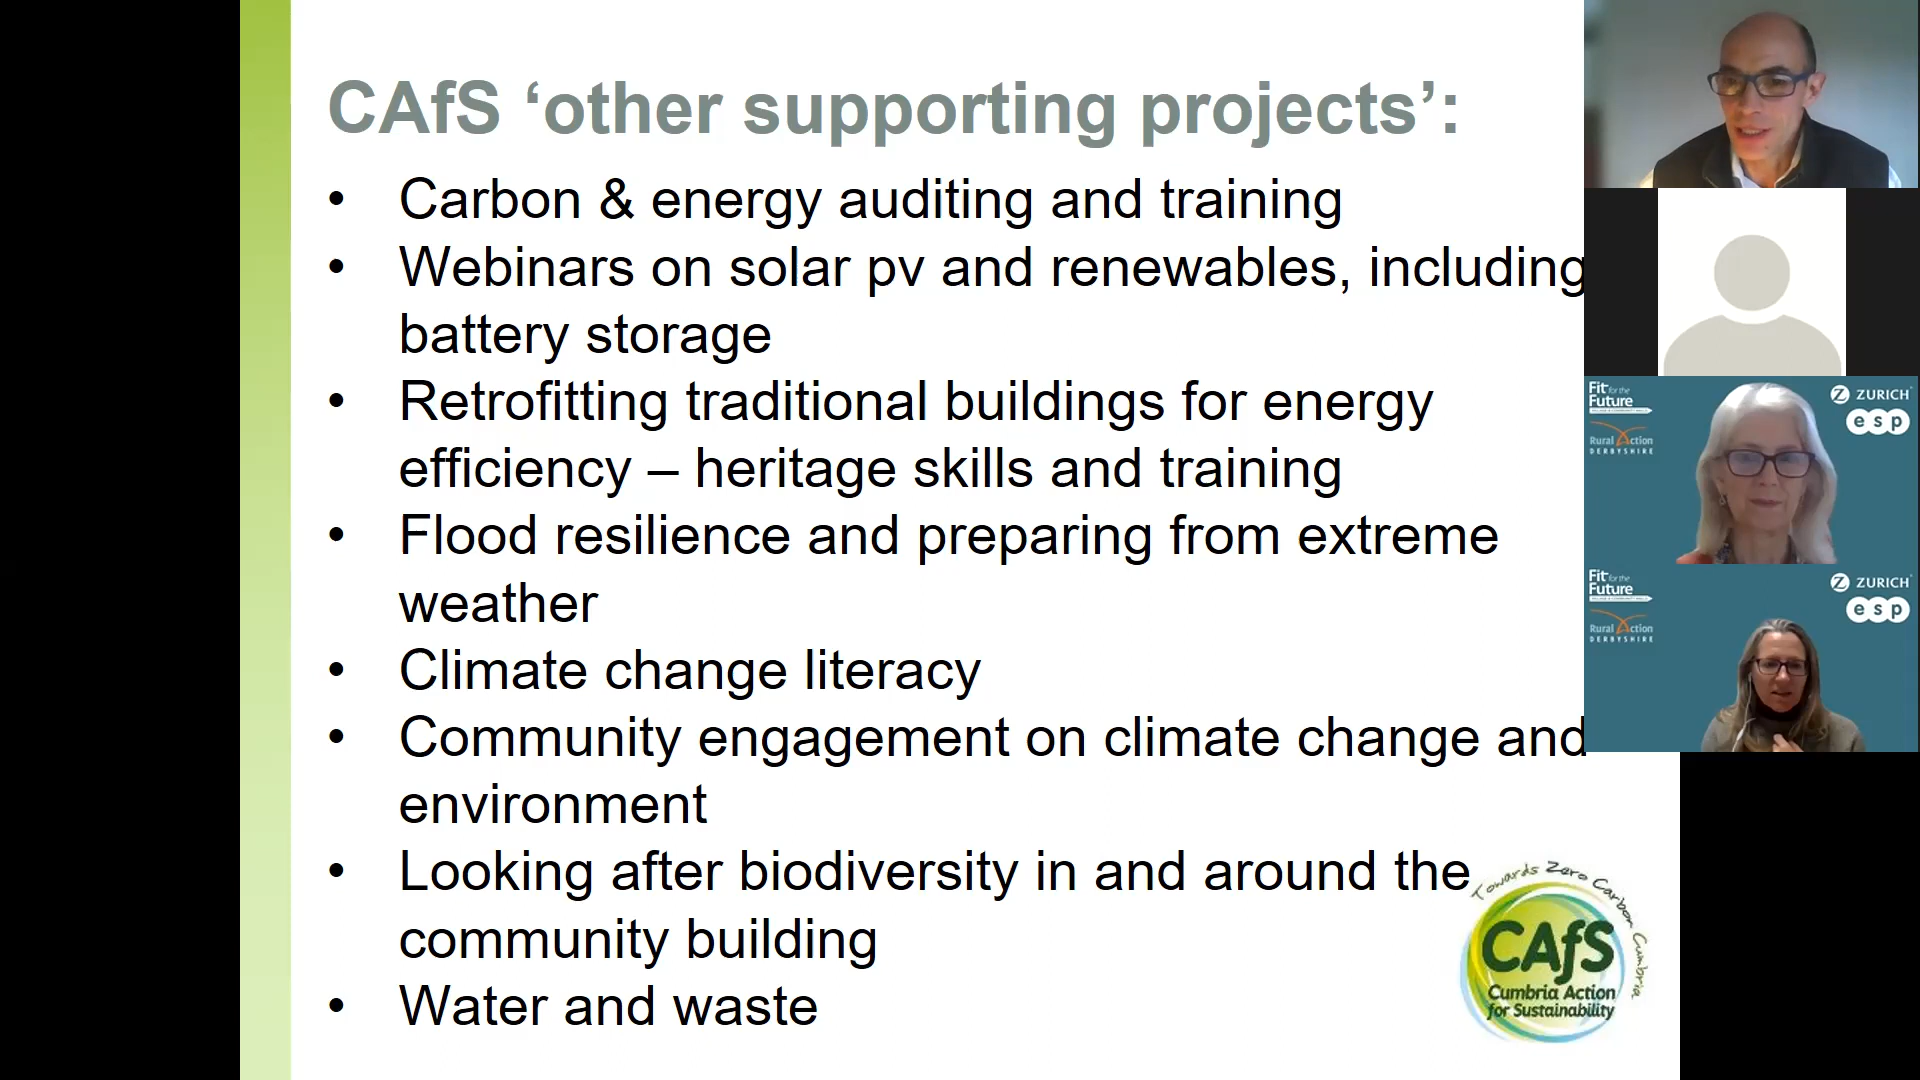 CAfS ‘other supporting projects’:
• Carbon & energy auditing and training
• Webinars on solar pv and renewables, including
battery storage
• Retrofitting traditional buildings for energy
efficiency – heritage skills and training
• Flood resilience and preparing from extreme
weather
• Climate change literacy
• Community engagement on climate change and
environment
• Looking after biodiversity in and around the
community building
• Water and waste
Towards Zero Carbon Cumbria
CAfS
Cumbria Action
for Sustainability
Fit for the
Future
Rural Action
DERBYSHIRE
ZURICH
esp
Fit for the
Future
Rural Action
DERBYSHIRE
ZURICH
esp